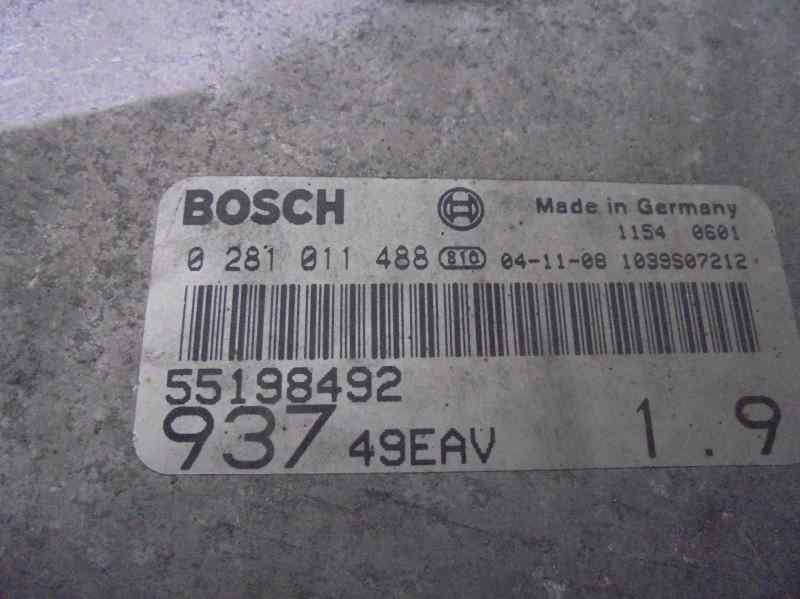 BOSCH Made in Germany
1154 0601
0 281 011 488 810 04-11-08 1039S07212
55198492
937 49EAV 1.9